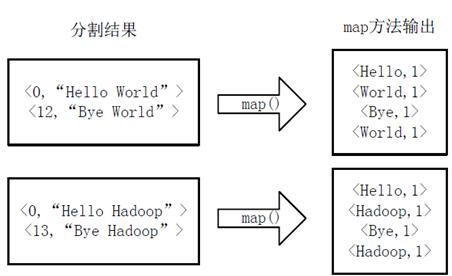 分割结果
map方法输出
<0, “Hello World” >
<12, “Bye World” >
map()
<Hello,1>
<World,1>
<Bye,1>
<World,1>
<0, “Hello Hadoop” >
<13, “Bye Hadoop” >
map()
<Hello,1>
<Hadoop,1>
<Bye,1>
<Hadoop,1>